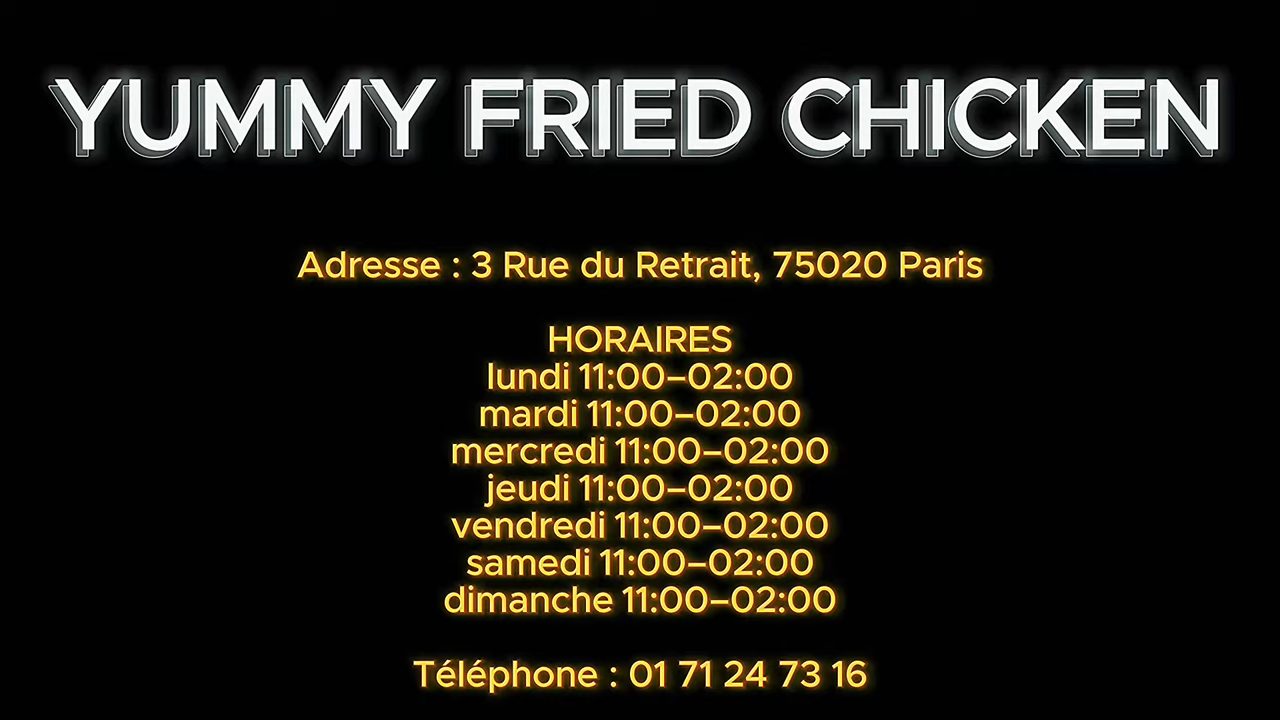 YUMMY FRIED CHICKEN
Adresse : 3 Rue du Retrait, 75020 Paris
HORAIRES
lundi 11:00–02:00
mardi 11:00–02:00
mercredi 11:00–02:00
jeudi 11:00–02:00
vendredi 11:00–02:00
samedi 11:00–02:00
dimanche 11:00–02:00
Téléphone : 01 71 24 73 16